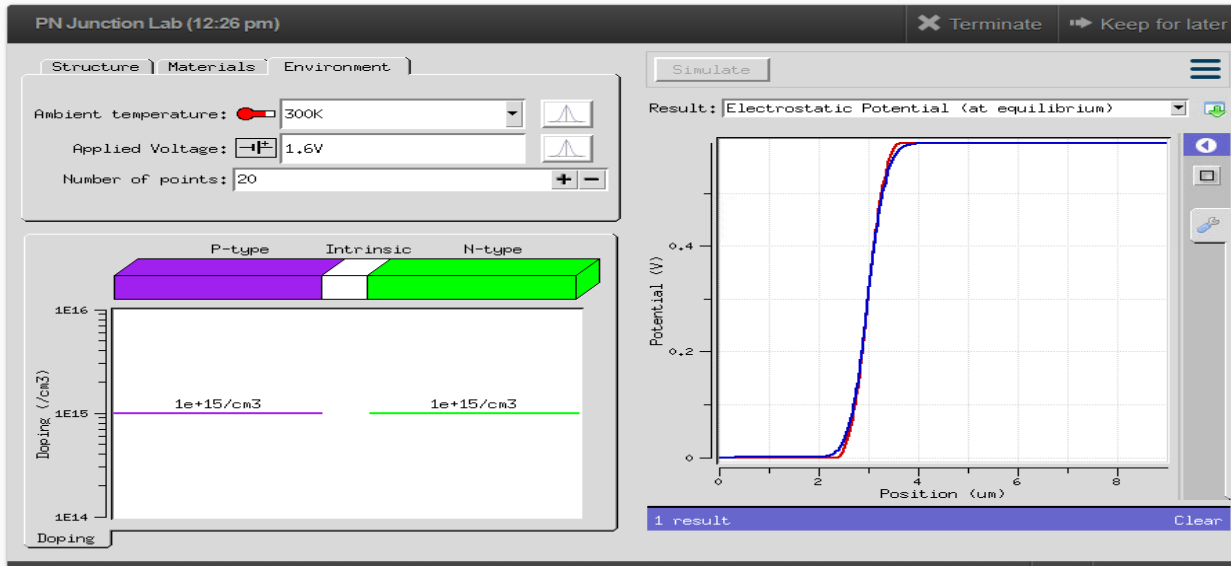 PN Junction Lab (12:26 pm)
Terminate
Keep for later
Structure Materials Environment
Ambient temperature: 300K
Applied Voltage: 1.6V
Number of points: 20
+ −
Simulate
Result: Electrostatic Potential (at equilibrium)
P-type Intrinsic N-type
1E16
1E15
1E14
Doping (/cm3)
1e+15/cm3 1e+15/cm3
Doping
Potential (V)
0.4
0.2
0
0 2 4 6 8
Position (um)
1 result Clear